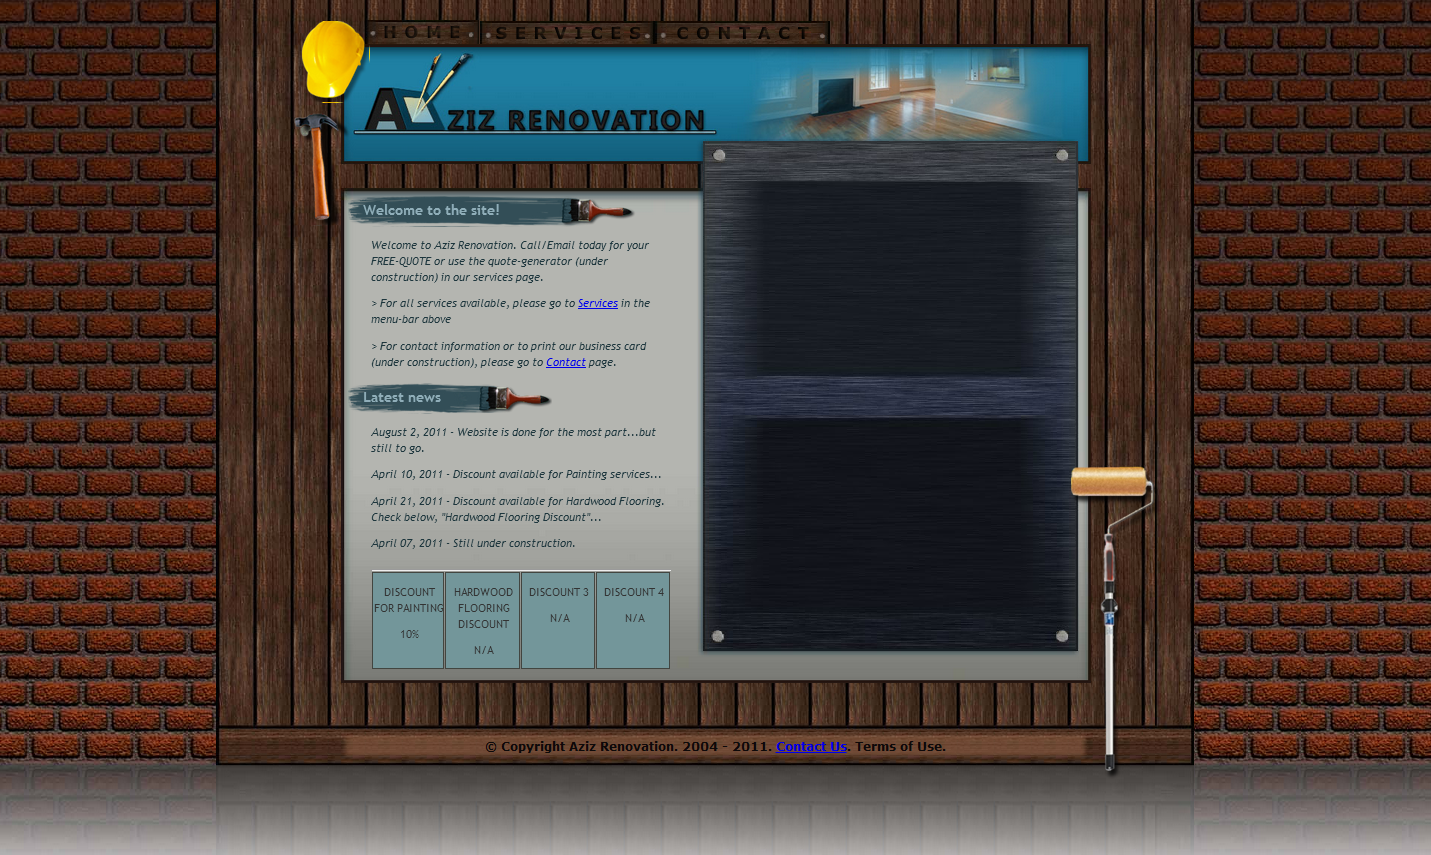 HOME SERVICES CONTACT
AZIZ RENOVATION
Welcome to the site!
Welcome to Aziz Renovation. Call/Email today for your
FREE-QUOTE or use the quote-generator (under
construction) in our services page.
> For all services available, please go to Services in the
menu-bar above
> For contact information or to print our business card
(under construction), please go to Contact page.
Latest news
August 2, 2011 - Website is done for the most part...but
still to go.
April 10, 2011 - Discount available for Painting services...
April 21, 2011 - Discount available for Hardwood Flooring.
Check below, "Hardwood Flooring Discount"...
April 07, 2011 - Still under construction.
DISCOUNT
FOR PAINTING
10%
HARDWOOD
FLOORING
DISCOUNT
N/A
DISCOUNT 3
N/A
DISCOUNT 4
N/A
© Copyright Aziz Renovation. 2004 - 2011. Contact Us. Terms of Use.